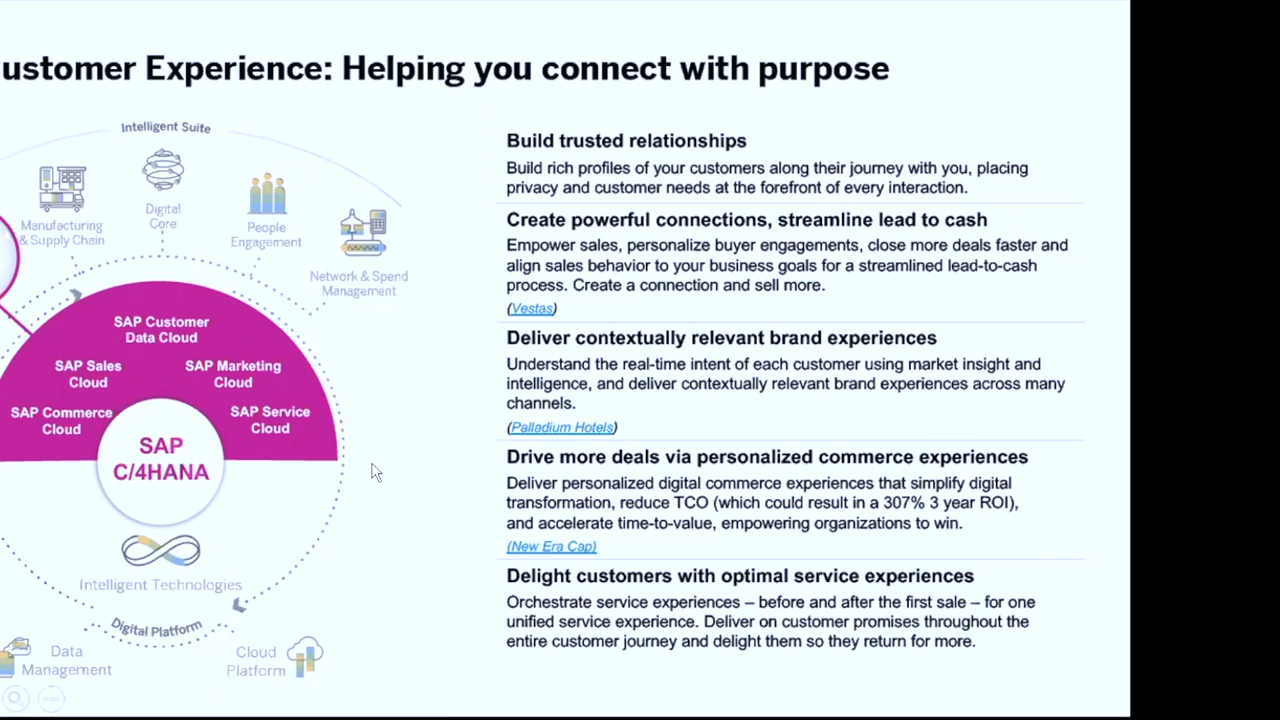 ustomer Experience: Helping you connect with purpose
Intelligent Suite
Manufacturing
& Supply Chain
Digital
Core
People
Engagement
Network & Spend
Management
SAP Customer
Data Cloud
SAP Sales
Cloud
SAP Marketing
Cloud
SAP Commerce
Cloud
SAP Service
Cloud
SAP
C/4HANA
Intelligent Technologies
Digital Platform
Data
Management
Cloud
Platform
Build trusted relationships
Build rich profiles of your customers along their journey with you, placing
privacy and customer needs at the forefront of every interaction.
Create powerful connections, streamline lead to cash
Empower sales, personalize buyer engagements, close more deals faster and
align sales behavior to your business goals for a streamlined lead-to-cash
process. Create a connection and sell more.
(Vestas)
Deliver contextually relevant brand experiences
Understand the real-time intent of each customer using market insight and
intelligence, and deliver contextually relevant brand experiences across many
channels.
(Palladium Hotels)
Drive more deals via personalized commerce experiences
Deliver personalized digital commerce experiences that simplify digital
transformation, reduce TCO (which could result in a 307% 3 year ROI),
and accelerate time-to-value, empowering organizations to win.
(New Era Cap)
Delight customers with optimal service experiences
Orchestrate service experiences – before and after the first sale – for one
unified service experience. Deliver on customer promises throughout the
entire customer journey and delight them so they return for more.